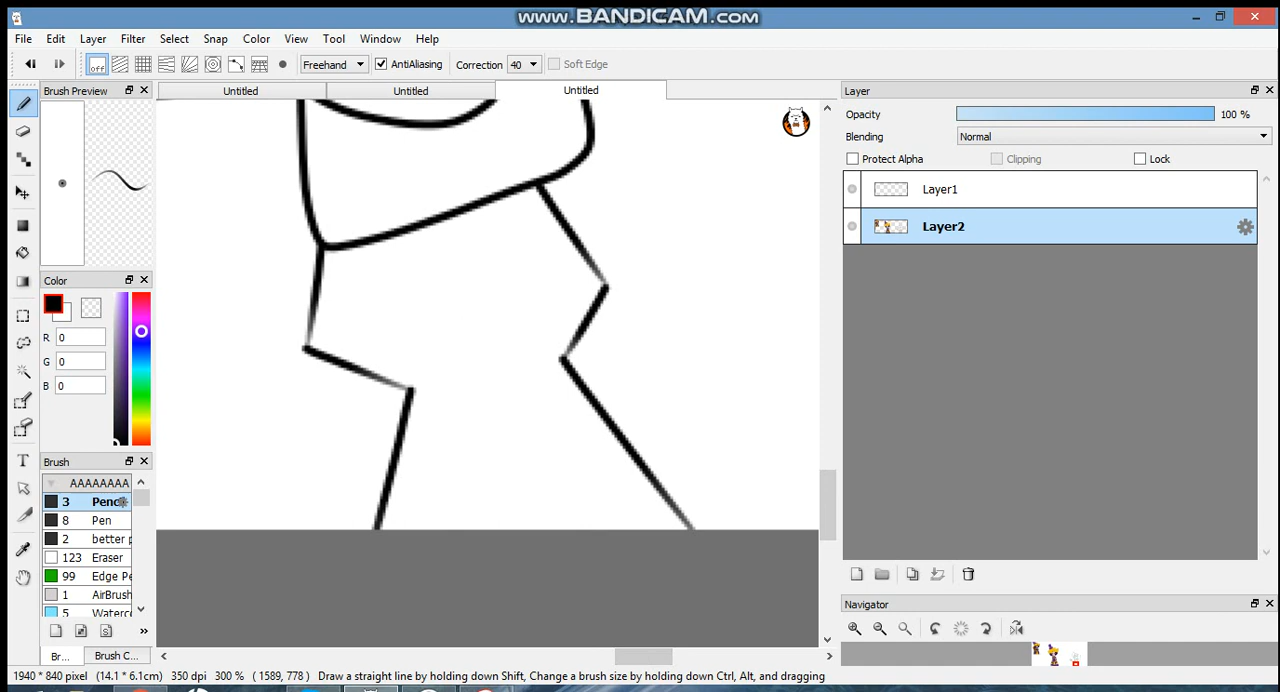 www.BANDICAM.com
File Edit Layer Filter Select Snap Color View Tool Window Help
off Freehand AntiAliasing Correction 40 Soft Edge
Brush Preview
Untitled Untitled Untitled
Layer
Opacity 100 %
Blending Normal
Protect Alpha Clipping Lock
Layer1
Layer2
Color
R 0
G 0
B 0
Brush
AAAAAAAA
3 Penc
8 Pen
2 better p
123 Eraser
99 Edge Pe
1 AirBrush
5 Waterco
Br... Brush C...
Navigator
1940 * 840 pixel (14.1 * 6.1cm) 350 dpi 300 % ( 1589, 778 ) Draw a straight line by holding down Shift, Change a brush size by holding down Ctrl, Alt, and dragging